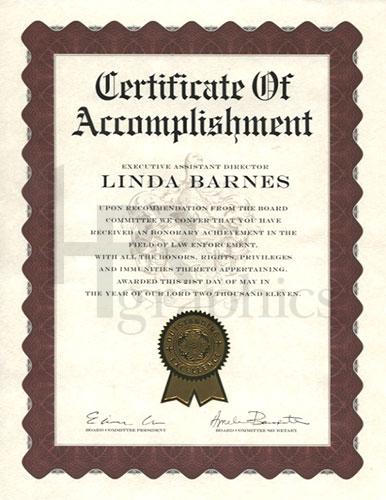 Certificate Of
Accomplishment
EXECUTIVE ASSISTANT DIRECTOR
LINDA BARNES
UPON RECOMMENDATION FROM THE BOARD
COMMITTEE WE CONFER THAT YOU HAVE
RECEIVED AS HONORARY ACHIEVEMENT IN THE
FIELD OF LAW ENFORCEMENT,
WITH ALL THE HONORS, RIGHTS, PRIVILEGES
AND IMMUNITIES THERETO APPERTAINING.
AWARDED THIS 21ST DAY OF MAY IN
THE YEAR OF OUR LORD TWO THOUSAND ELEVEN.
graphics
BOARD COMMITTEE PRESIDENT
BOARD COMMITTEE SECRETARY